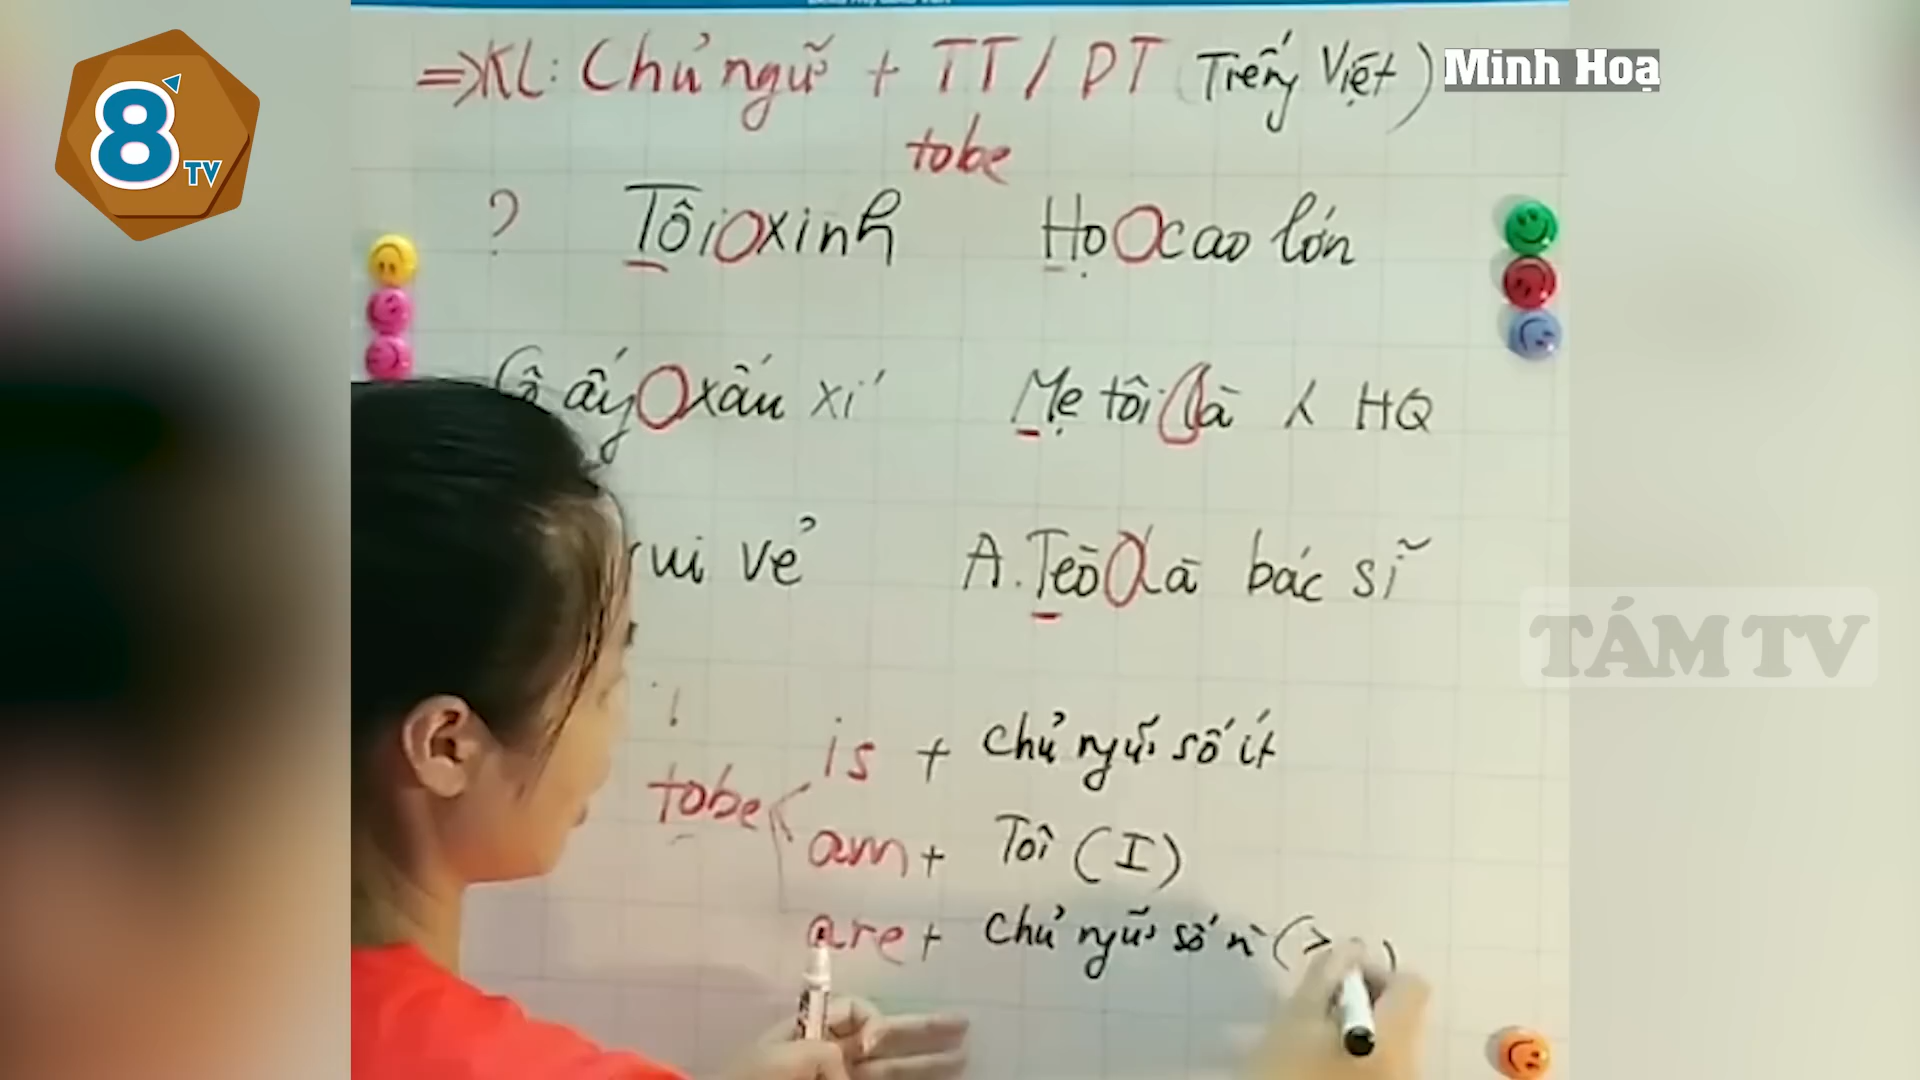 8 TV
=> KL: Chủ ngữ + TT / DT (Tiếng Việt)
Minh Hoạ
tobe
? Tôi xinh Họ cao lớn
ấy xấu xí Mẹ tôi là HQ
vui vẻ A. Tèo là bác sĩ
TÁM TV
is + chủ ngữ số ít
tobe
am + Tôi (I)
are + chủ ngữ số n (> )